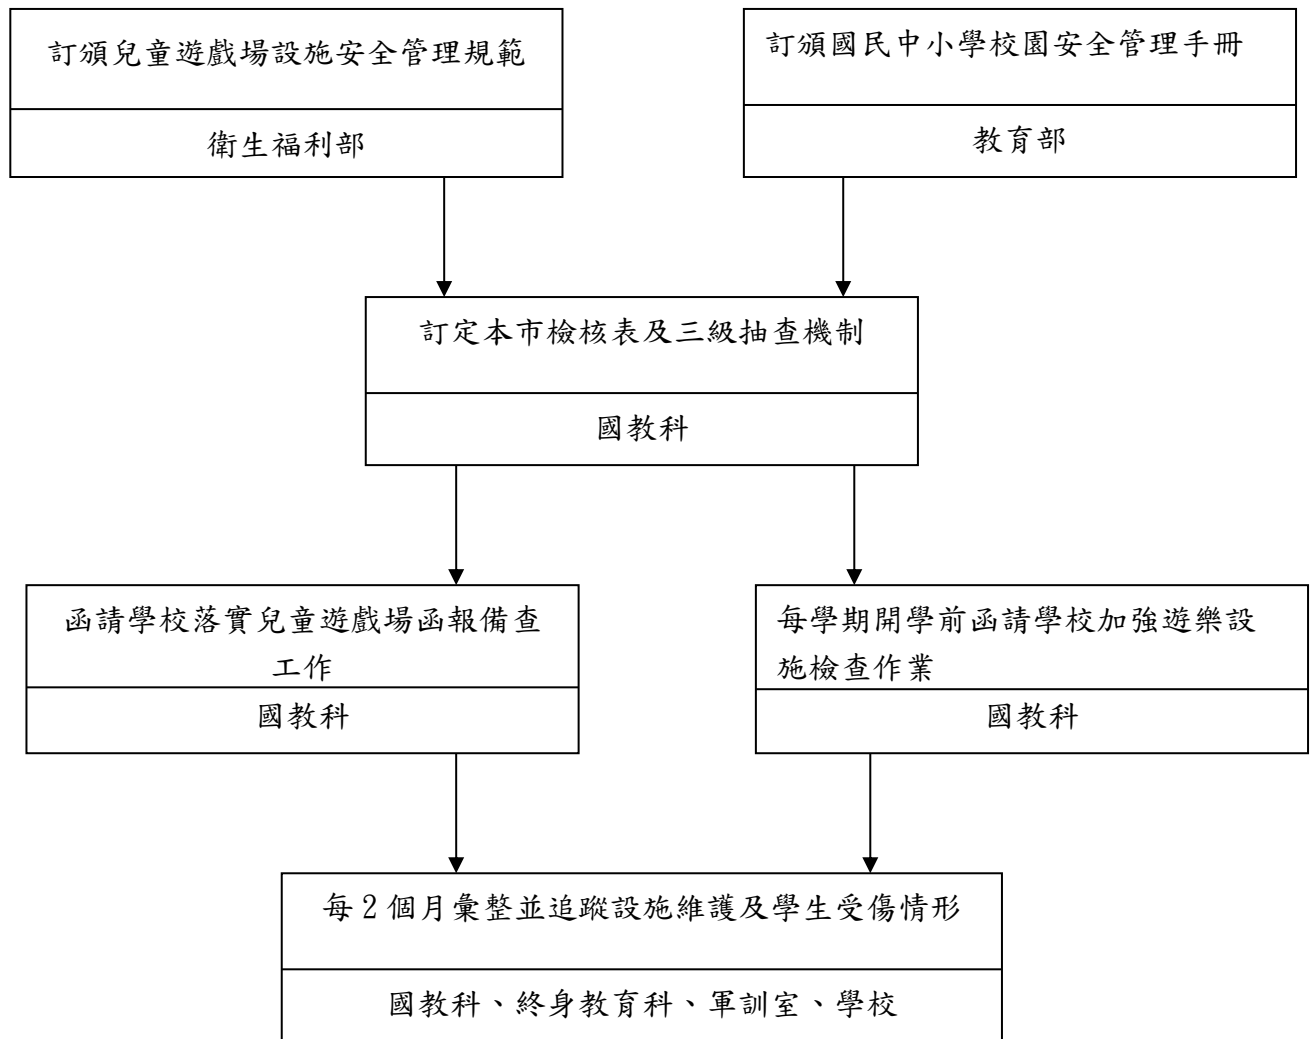 訂頒兒童遊戲場設施安全管理規範
衛生福利部
訂頒國民中小學校園安全管理手冊
教育部
訂定本市檢核表及三級抽查機制
國教科
函請學校落實兒童遊戲場函報備查
工作
國教科
每學期開學前函請學校加強遊樂設
施檢查作業
國教科
每 2 個月彙整並追蹤設施維護及學生受傷情形
國教科、終身教育科、軍訓室、學校